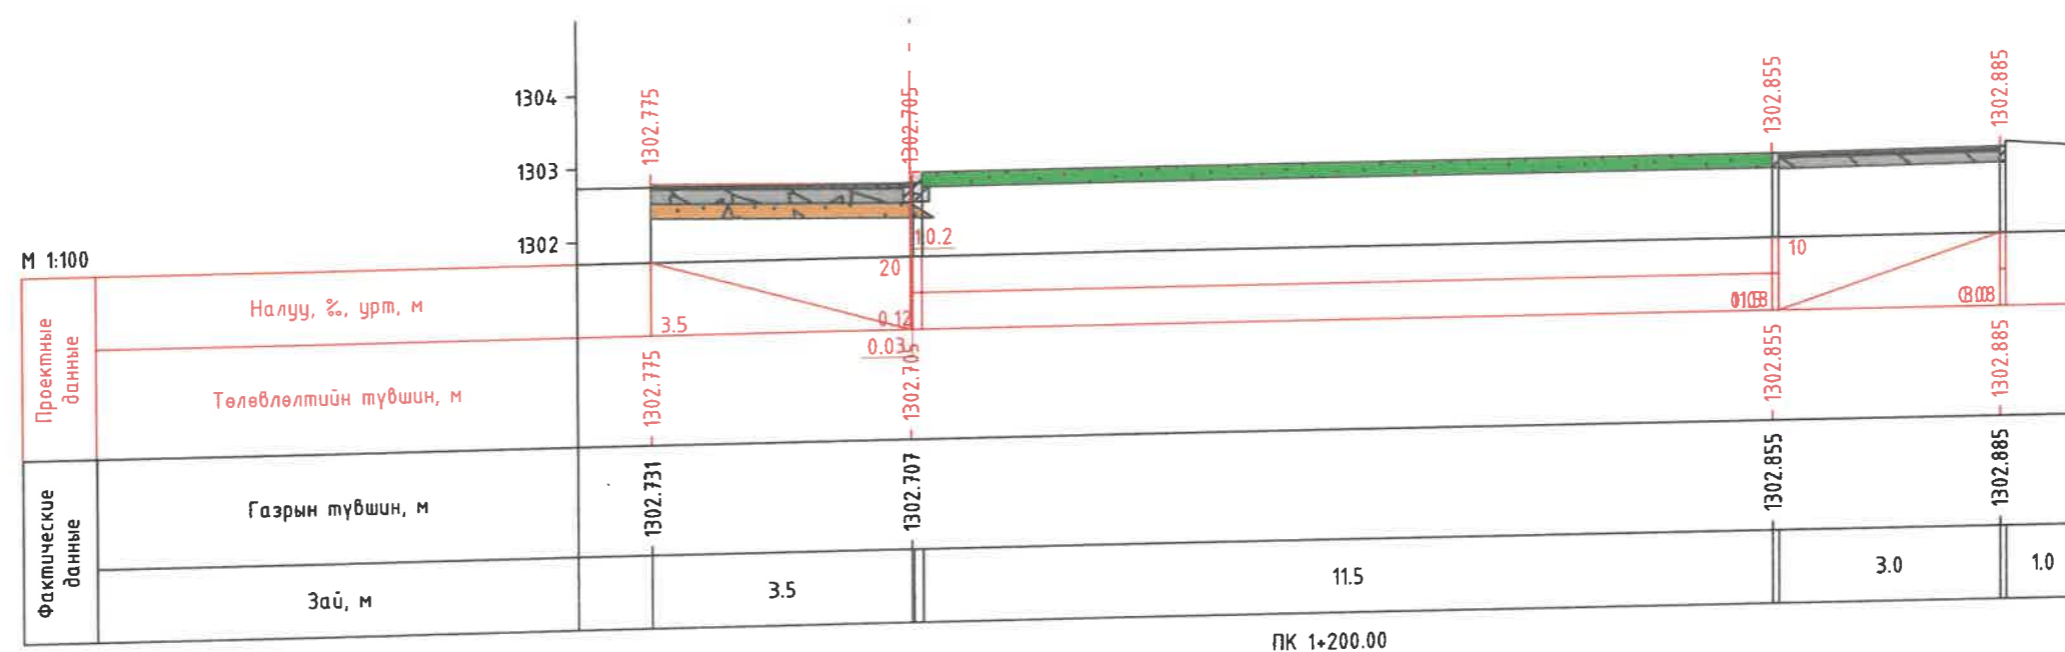 1304
1303
1302
1302.775
1302.705
1302.855
1302.885
М 1:100
Проектные
данные
Налуу, ‰, урт, м
3.5
20
0.12
0.03
10.2
10
Төлөвлөлтийн түвшин, м
1302.775
1302.705
1302.855
1302.885
Фактические
данные
Газрын түвшин, м
1302.731
1302.707
1302.855
1302.885
Зай, м
3.5
11.5
3.0
1.0
ПК 1+200.00